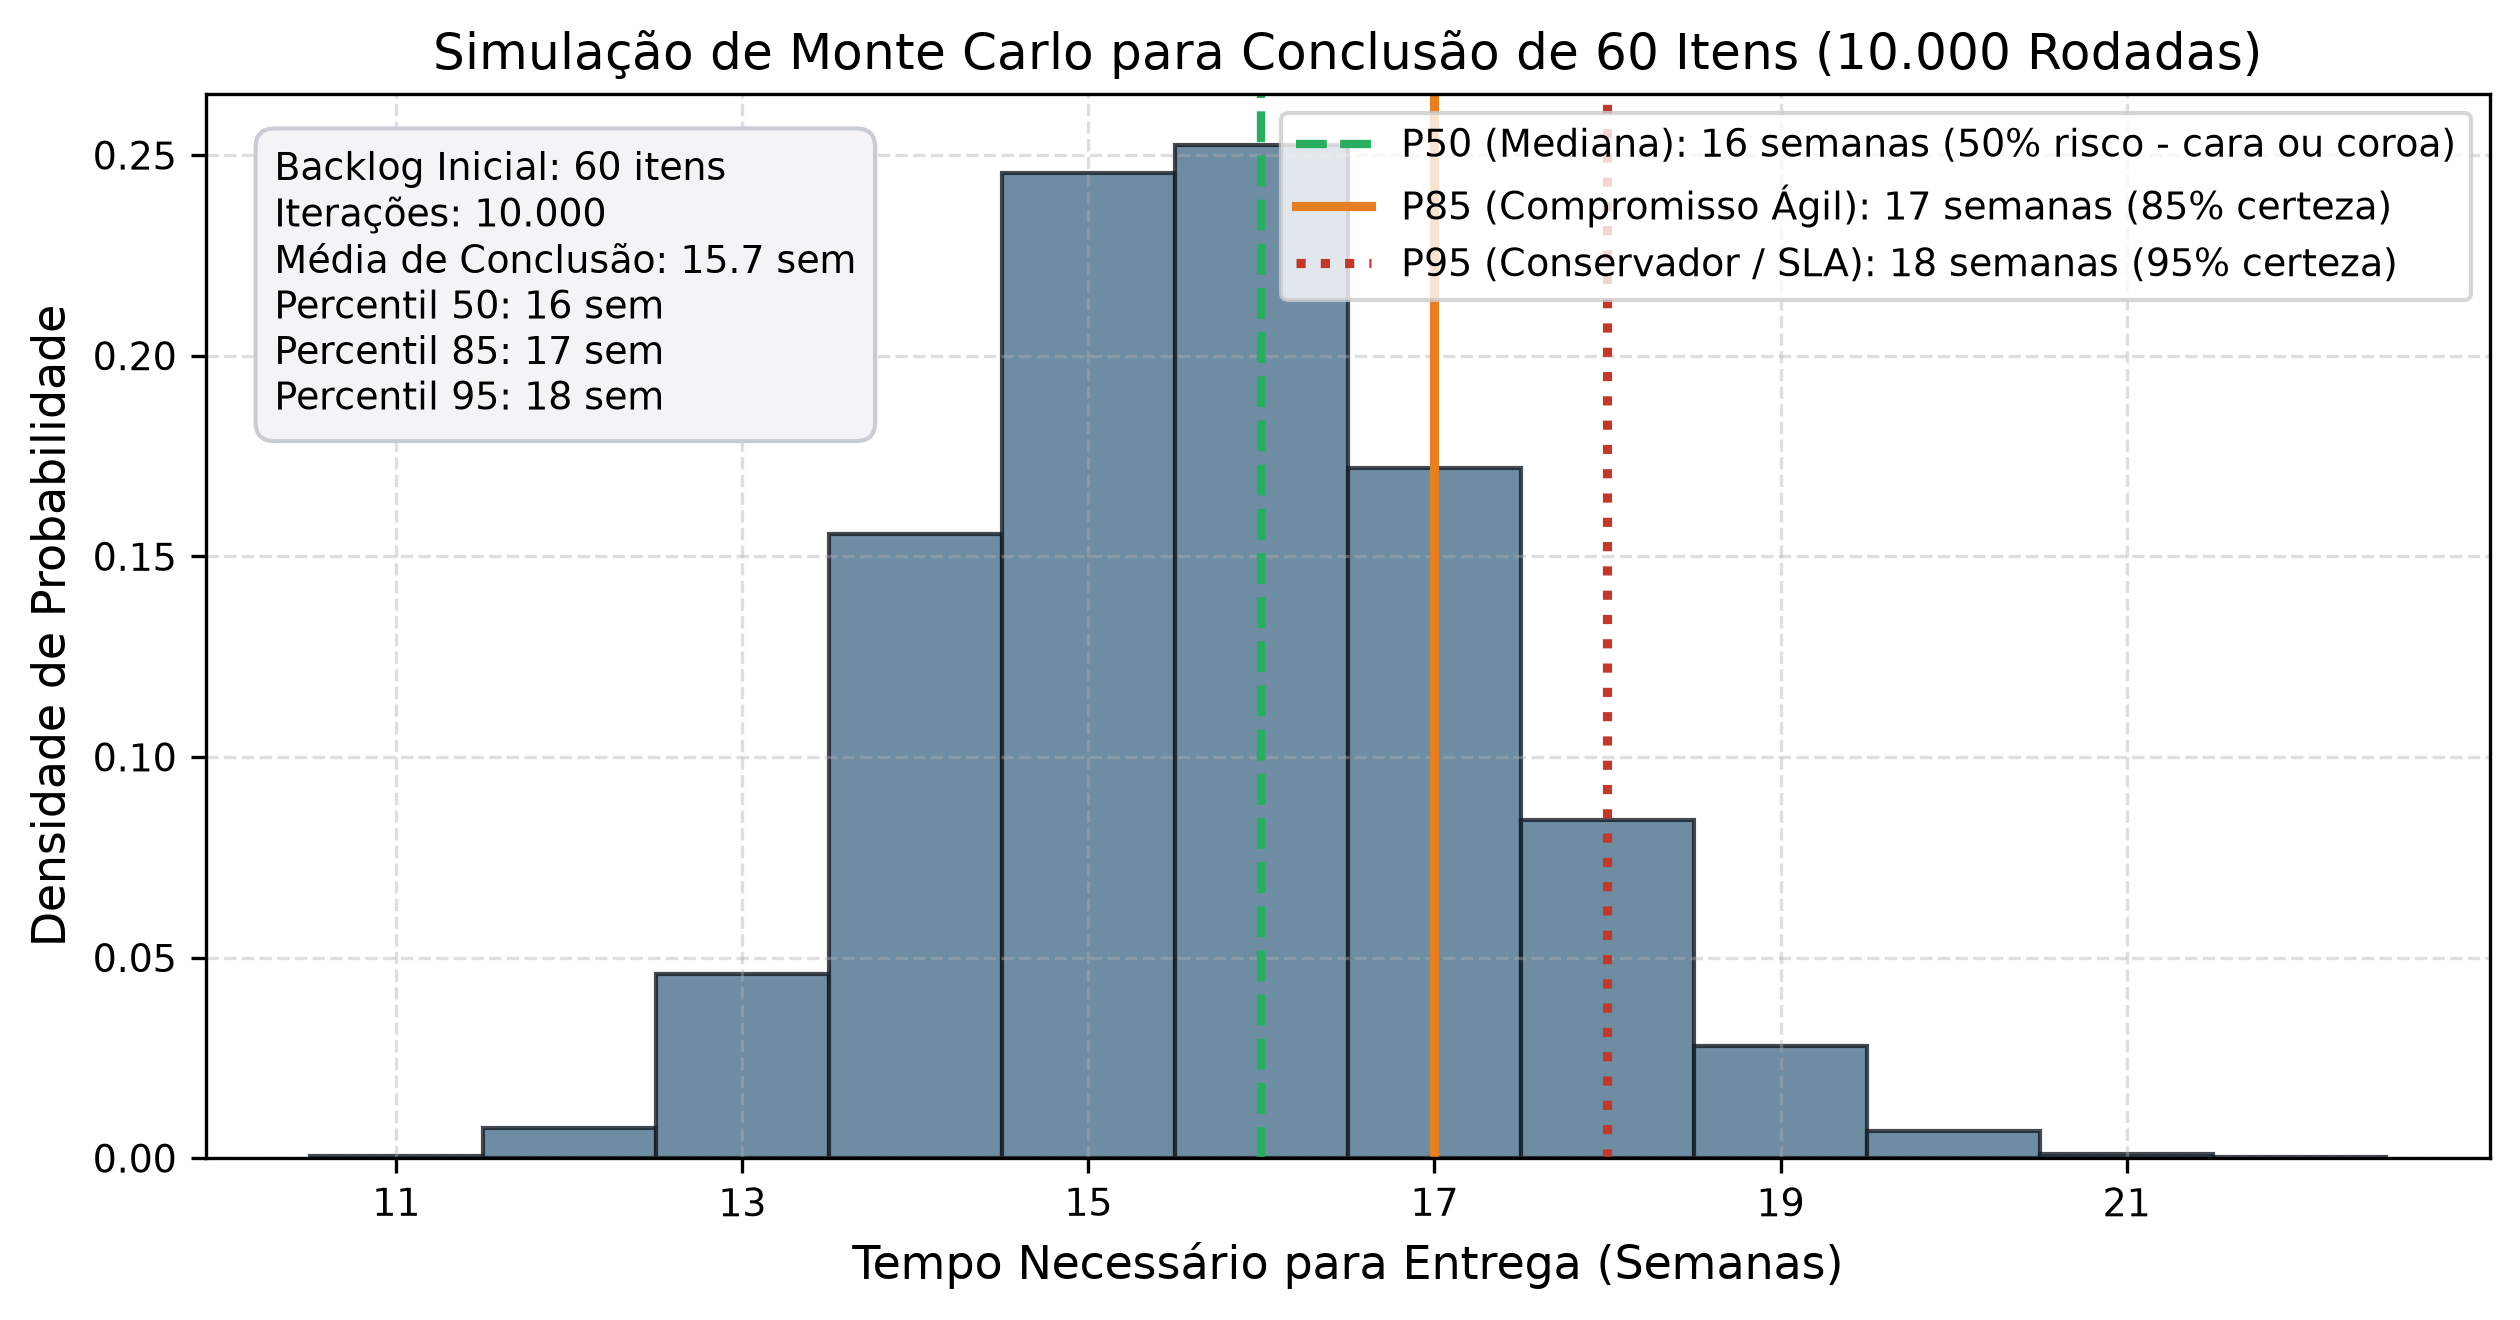 Simulação de Monte Carlo para Conclusão de 60 Itens (10.000 Rodadas)
Densidade de Probabilidade
0.25
0.20
0.15
0.10
0.05
0.00
Backlog Inicial: 60 itens
Iterações: 10.000
Média de Conclusão: 15.7 sem
Percentil 50: 16 sem
Percentil 85: 17 sem
Percentil 95: 18 sem
P50 (Mediana): 16 semanas (50% risco - cara ou coroa)
P85 (Compromisso Ágil): 17 semanas (85% certeza)
P95 (Conservador / SLA): 18 semanas (95% certeza)
11 13 15 17 19 21
Tempo Necessário para Entrega (Semanas)